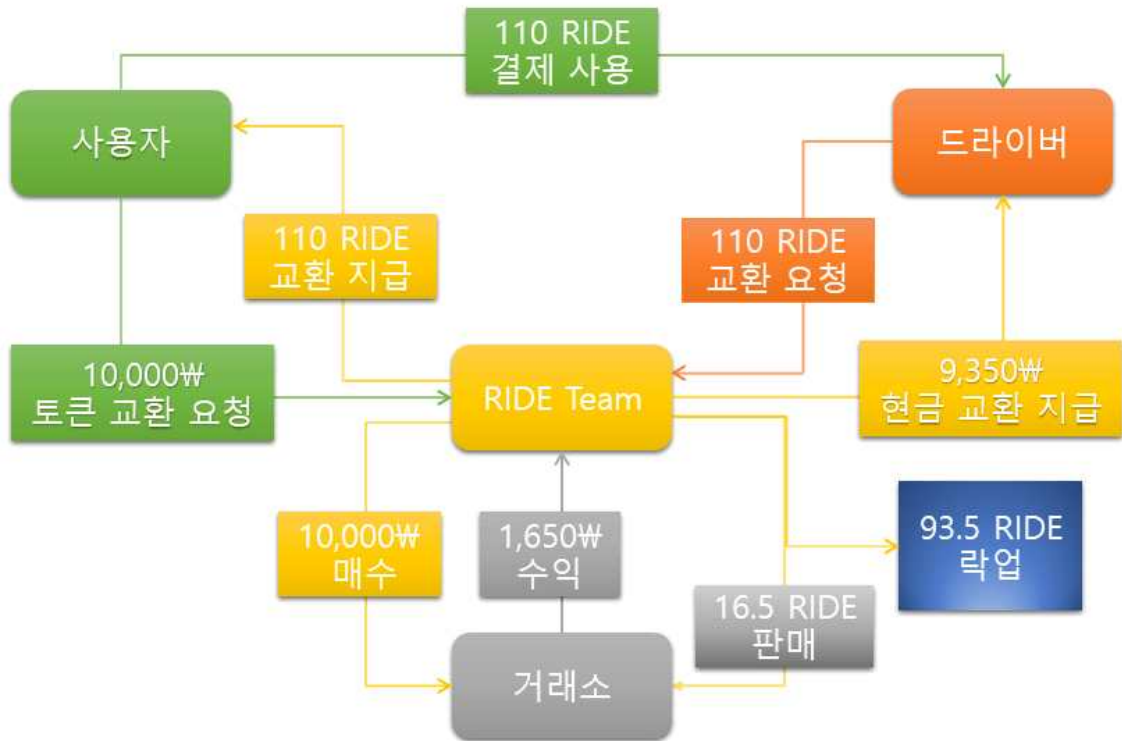 110 RIDE
결제 사용
사용자
드라이버
110 RIDE
교환 지급
110 RIDE
교환 요청
10,000₩
토큰 교환 요청
RIDE Team
9,350₩
현금 교환 지급
10,000₩
매수
1,650₩
수익
93.5 RIDE
락업
16.5 RIDE
판매
거래소